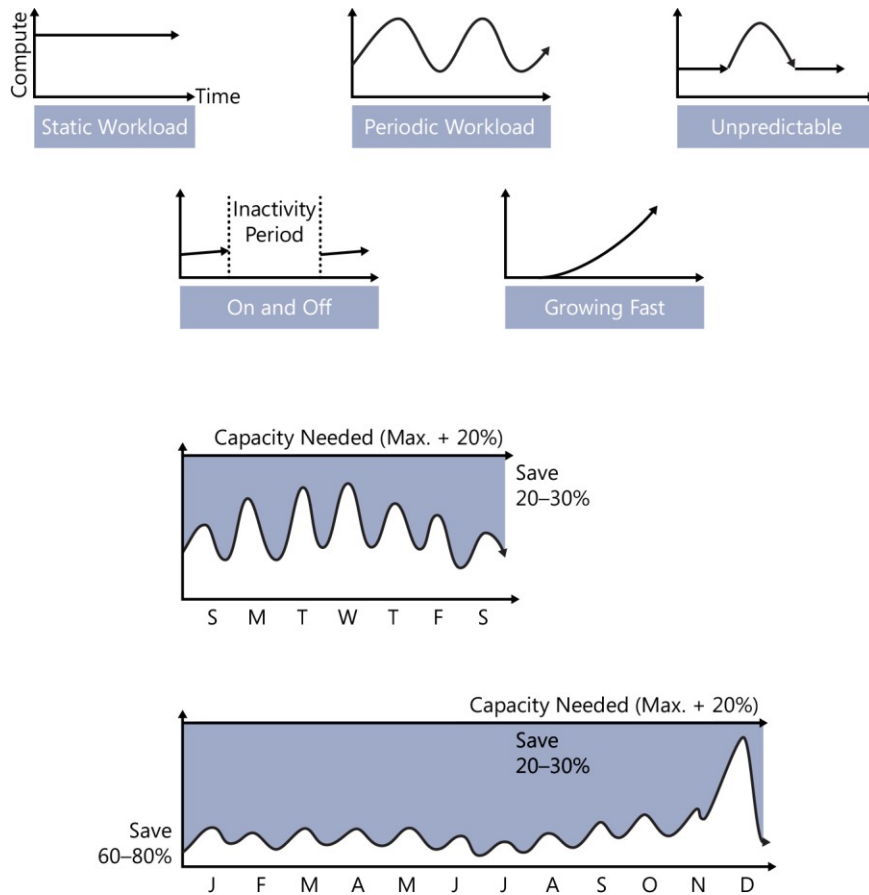 Compute
Time
Static Workload
Periodic Workload
Unpredictable
Inactivity
Period
On and Off
Growing Fast
Capacity Needed (Max. + 20%)
Save
20–30%
S M T W T F S
Capacity Needed (Max. + 20%)
Save
20–30%
Save
60–80%
J F M A M J J A S O N D